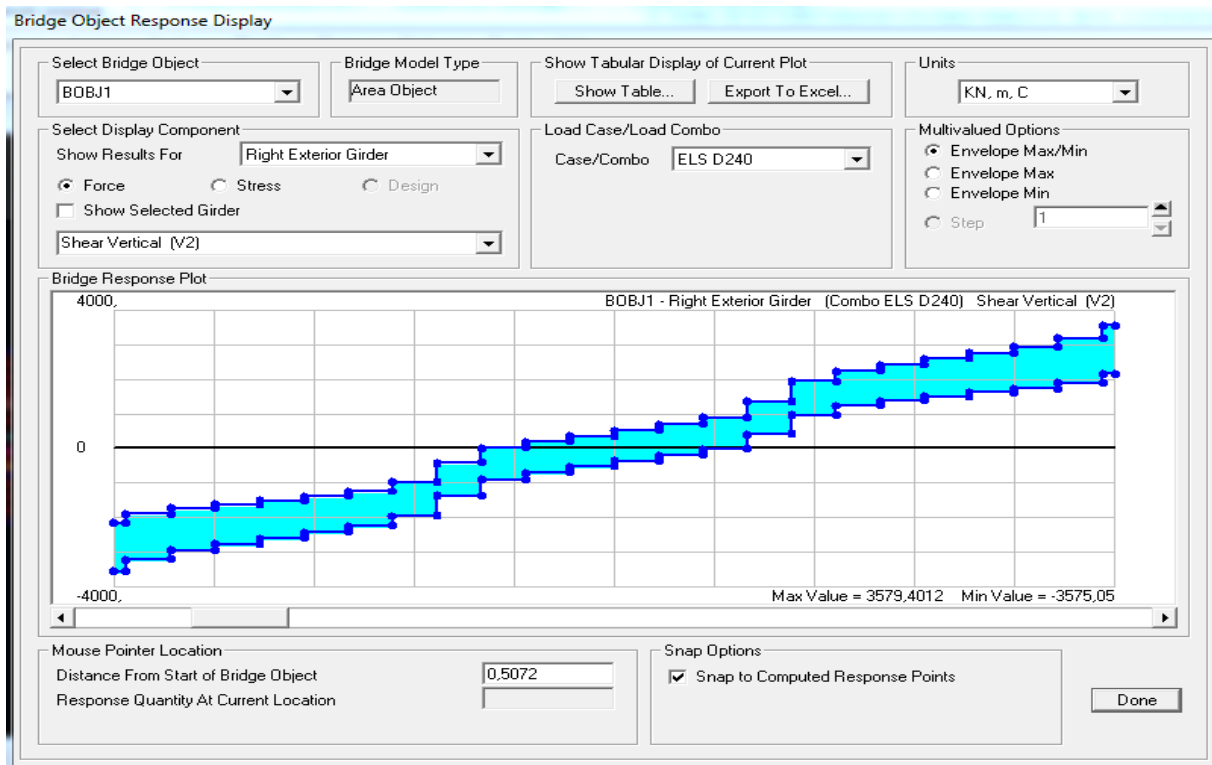 Bridge Object Response Display
Select Bridge Object
BOBJ1
Bridge Model Type
Area Object
Show Tabular Display of Current Plot
Show Table...
Export To Excel...
Units
KN, m, C
Select Display Component
Show Results For
Right Exterior Girder
Force
Stress
Design
Show Selected Girder
Shear Vertical (V2)
Load Case/Load Combo
Case/Combo
ELS D240
Multivalued Options
Envelope Max/Min
Envelope Max
Envelope Min
Step
1
Bridge Response Plot
4000,
BOBJ1 - Right Exterior Girder (Combo ELS D240) Shear Vertical (V2)
0
-4000,
Max Value = 3579,4012 Min Value = -3575,05
Mouse Pointer Location
Distance From Start of Bridge Object
0,5072
Response Quantity At Current Location
Snap Options
Snap to Computed Response Points
Done